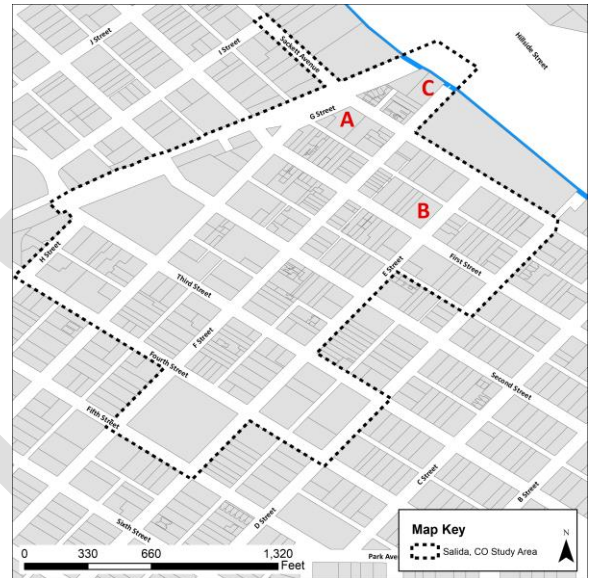 J Street
I Street
Sackett Avenue
Hillside Street
C
G Street
A
B
H Street
First Street
E Street
Third Street
F Street
Fourth Street
Second Street
Fifth Street
C Street
B Street
Sixth Street
D Street
Map Key
Salida, CO Study Area
N
0 330 660 1,320
Feet
Park Ave